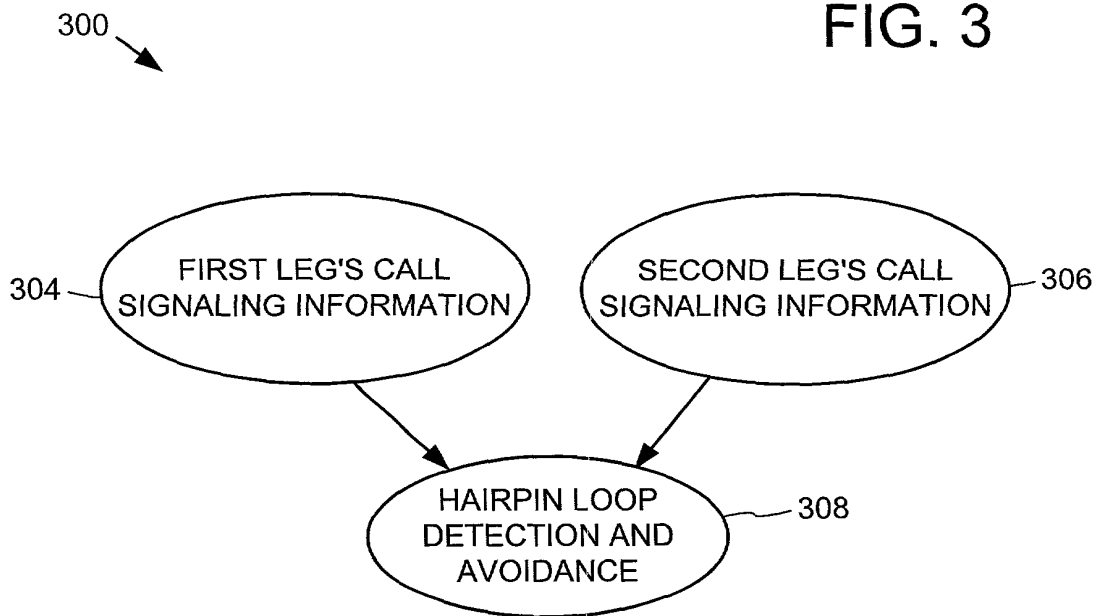 300
FIG. 3
FIRST LEG'S CALL
SIGNALING INFORMATION
304
SECOND LEG'S CALL
SIGNALING INFORMATION
306
HAIRPIN LOOP
DETECTION AND
AVOIDANCE
308